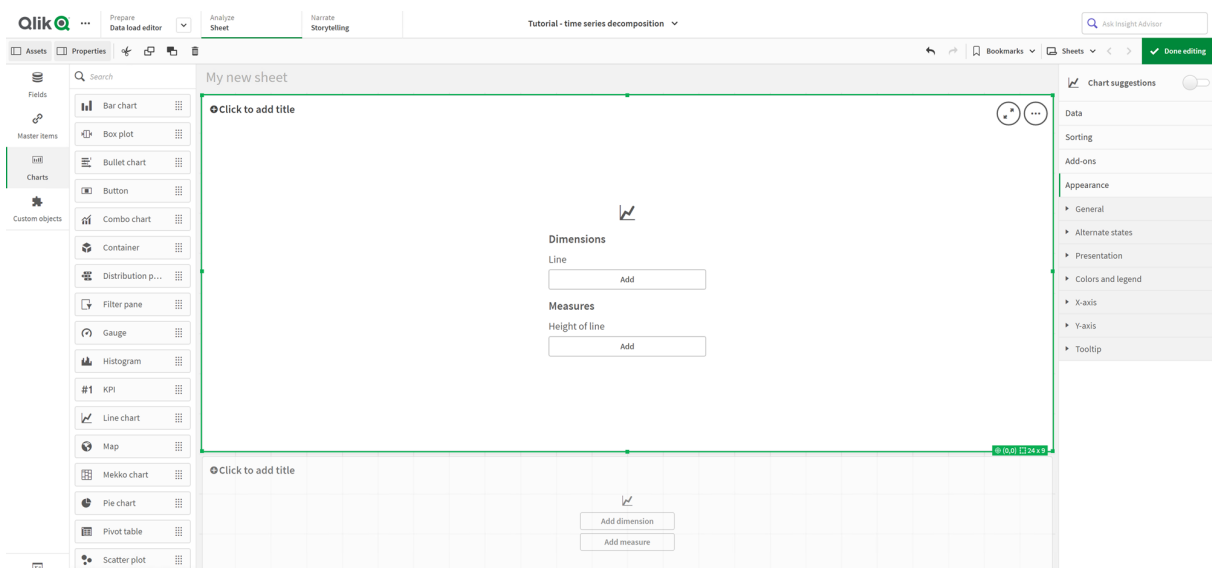 Qlik
...
Prepare
Data load editor
Analyze
Sheet
Narrate
Storytelling
Tutorial - time series decomposition
Ask Insight Advisor
Assets
Properties
Bookmarks
Sheets
Done editing
Fields
Master items
Charts
Custom objects
Search
Bar chart
Box plot
Bullet chart
Button
Combo chart
Container
Distribution p...
Filter pane
Gauge
Histogram
#1 KPI
Line chart
Map
Mekko chart
Pie chart
Pivot table
Scatter plot
My new sheet
Click to add title
Dimensions
Line
Add
Measures
Height of line
Add
(0,0) 24 x 9
Click to add title
Add dimension
Add measure
Chart suggestions
Data
Sorting
Add-ons
Appearance
General
Alternate states
Presentation
Colors and legend
X-axis
Y-axis
Tooltip